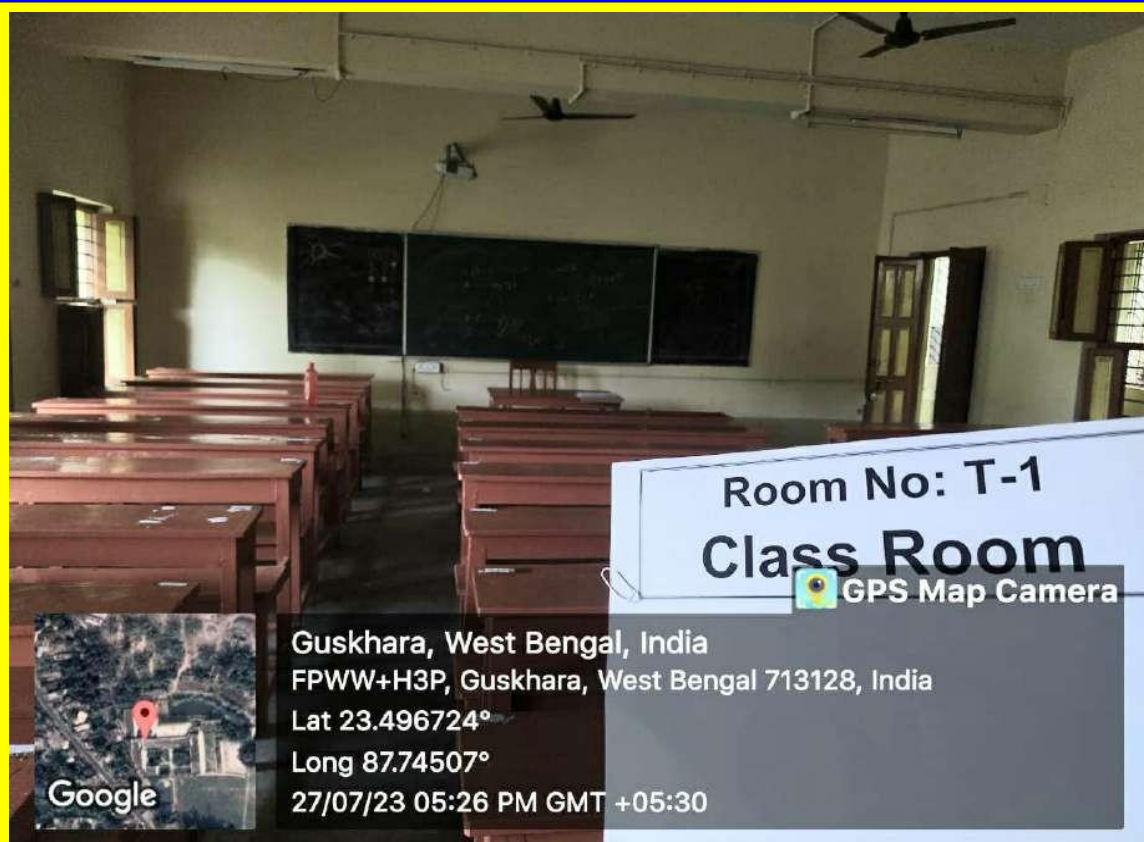 Room No: T-1
Class Room
GPS Map Camera
Guskhara, West Bengal, India
FPWW+H3P, Guskhara, West Bengal 713128, India
Lat 23.496724°
Long 87.74507°
27/07/23 05:26 PM GMT +05:30
Google